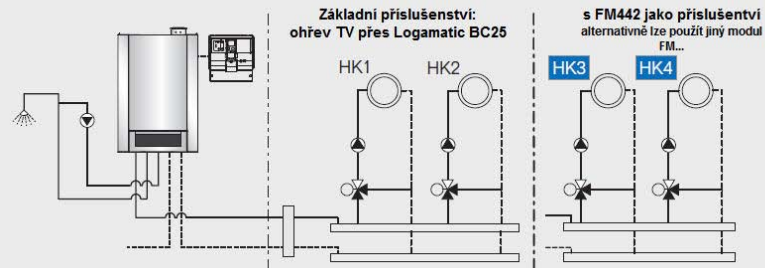 Základní příslušenství:
ohřev TV přes Logamatic BC25
HK1
HK2
s FM442 jako příslušentví
alternativně lze použít jiný modul
FM...
HK3
HK4